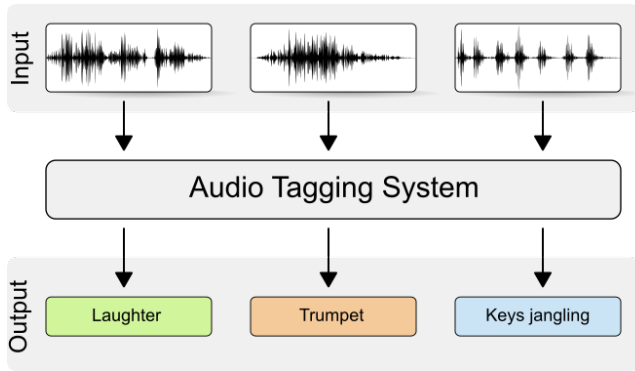 Input
Audio Tagging System
Output
Laughter
Trumpet
Keys jangling